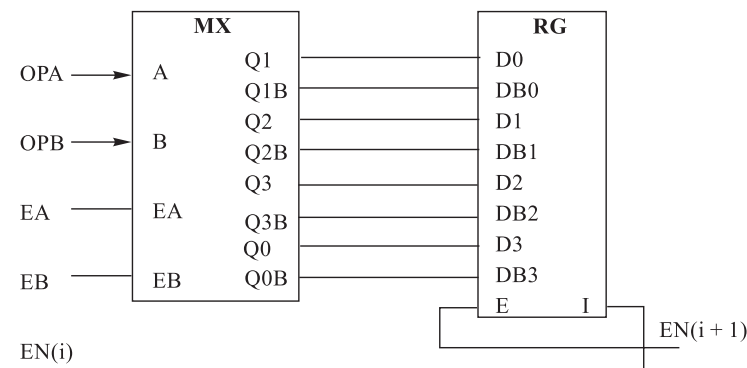 MX
RG
OPA
A
Q1
D0
Q1B
DB0
Q2
D1
OPB
B
Q2B
DB1
Q3
D2
EA
EA
Q3B
DB2
Q0
D3
EB
EB
Q0B
DB3
E
I
EN(i + 1)
EN(i)